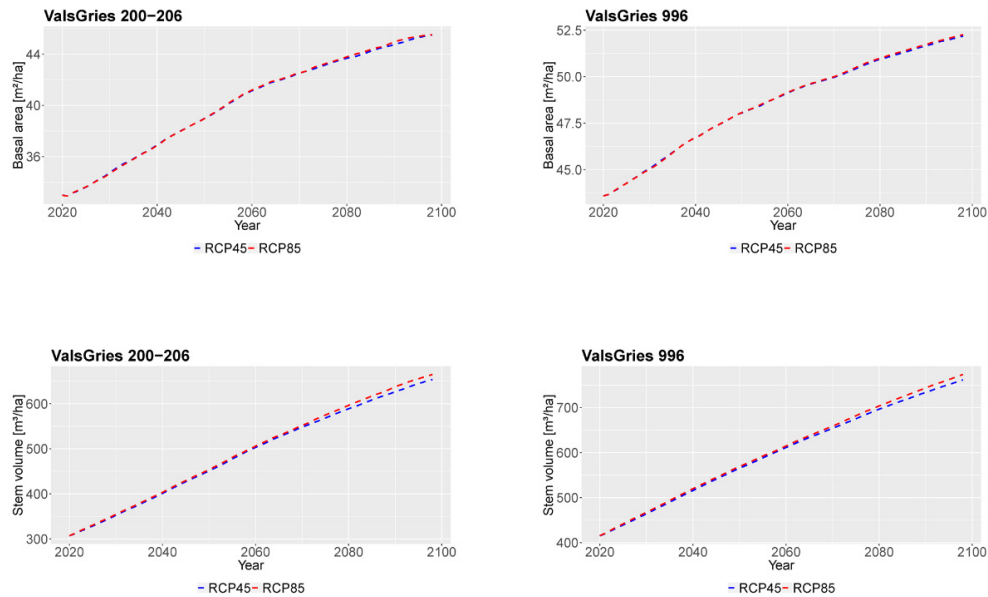 ValsGries 200−206
Basal area [m²/ha]
44
40
36
2020 2040 2060 2080 2100
Year
RCP45 RCP85
ValsGries 996
Basal area [m²/ha]
52.5
50.0
47.5
45.0
2020 2040 2060 2080 2100
Year
RCP45 RCP85
ValsGries 200−206
Stem volume [m³/ha]
600
500
400
300
2020 2040 2060 2080 2100
Year
RCP45 RCP85
ValsGries 996
Stem volume [m³/ha]
700
600
500
400
2020 2040 2060 2080 2100
Year
RCP45 RCP85